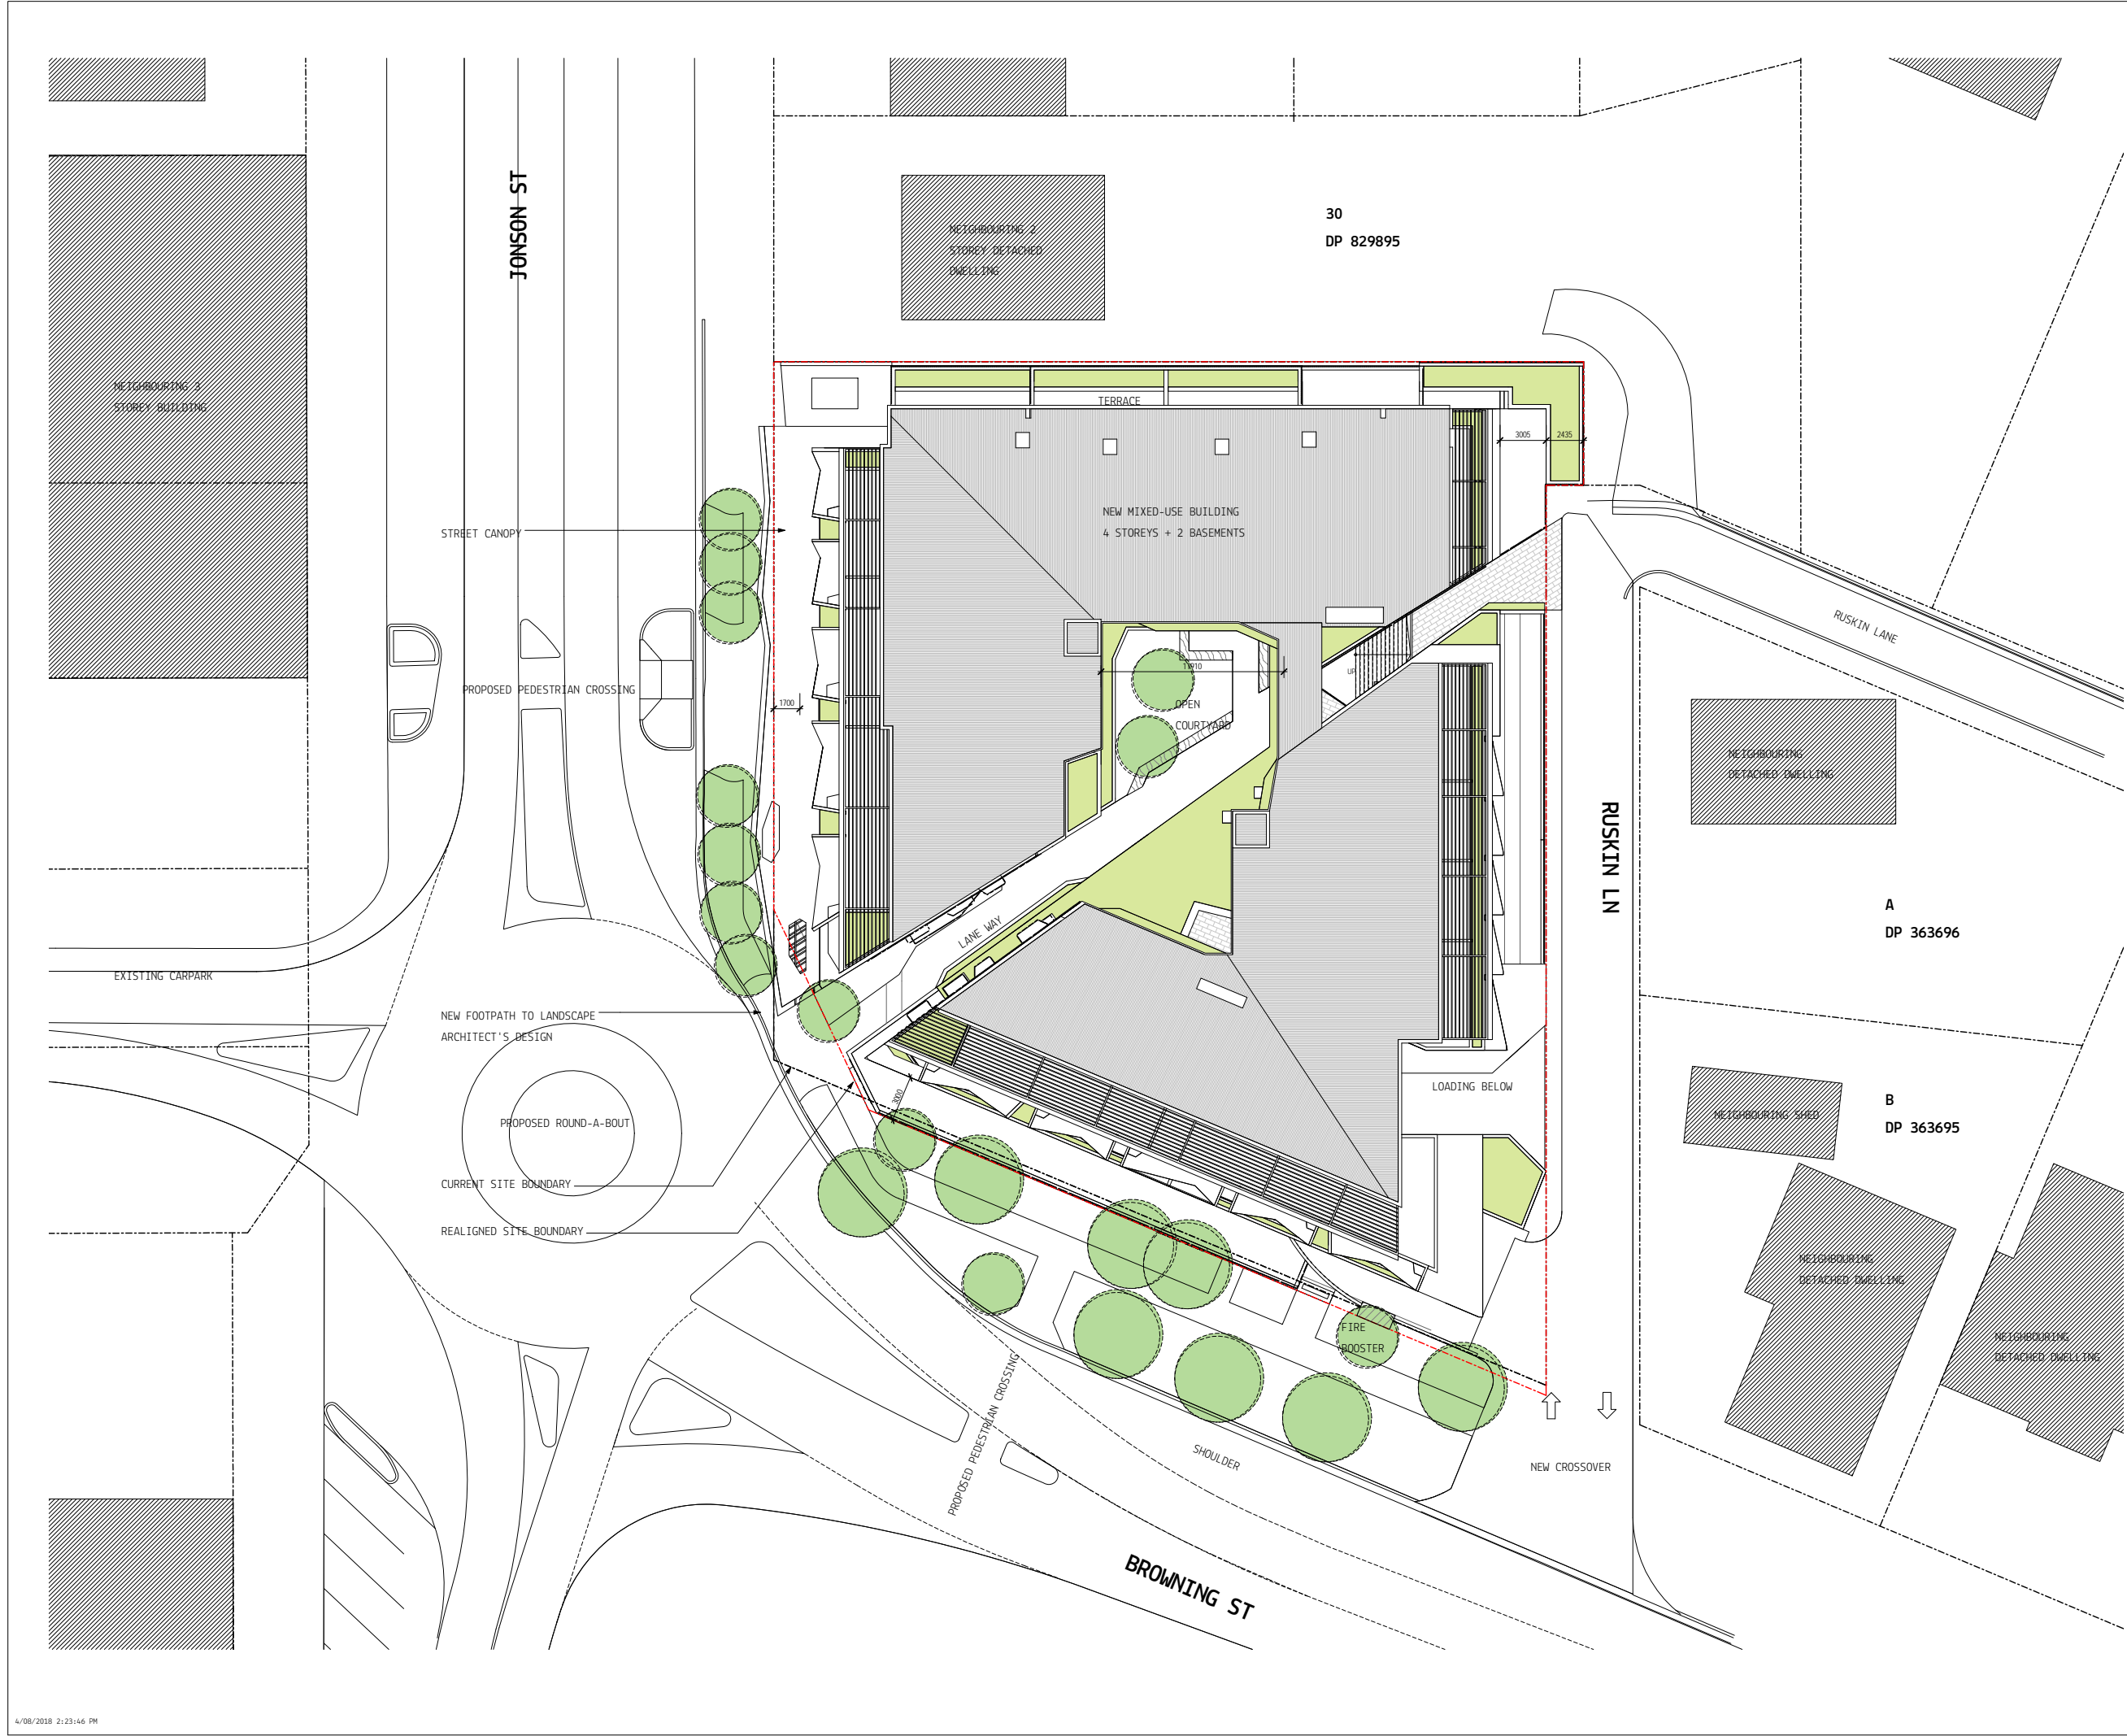 JONSON ST
NEIGHBOURING 2
STOREY DETACHED
DWELLING
30
DP 829895
NEIGHBOURING 3
STOREY BUILDING
TERRACE
3005
2435
STREET CANOPY
NEW MIXED-USE BUILDING
4 STOREYS + 2 BASEMENTS
RUSKIN LANE
PROPOSED PEDESTRIAN CROSSING
1700
11910
UP
OPEN
COURTYARD
NEIGHBOURING
DETACHED DWELLING
RUSKIN LN
A
DP 363696
LANE WAY
EXISTING CARPARK
NEW FOOTPATH TO LANDSCAPE
ARCHITECT'S DESIGN
3000
LOADING BELOW
PROPOSED ROUND-A-BOUT
NEIGHBOURING SHED
B
DP 363695
CURRENT SITE BOUNDARY
REALIGNED SITE BOUNDARY
NEIGHBOURING
DETACHED DWELLING
FIRE
BOOSTER
NEIGHBOURING
DETACHED DWELLING
PROPOSED PEDESTRIAN CROSSING
SHOULDER
NEW CROSSOVER
BROWNING ST
4/08/2018 2:23:46 PM